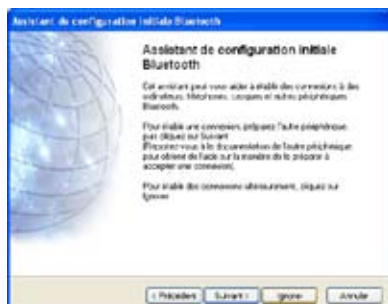 Assistant de configuration initiale Bluetooth
Assistant de configuration initiale
Bluetooth
Cet assistant peut vous aider à établir des connexions à des
ordinateurs, téléphones, casques et autres périphériques
Bluetooth.
Pour établir une connexion, préparez l'autre périphérique
puis cliquez sur Suivant
(Reportez-vous à la documentation de l'autre périphérique
pour obtenir de l'aide sur la manière de le préparer à
accepter une connexion).
Pour établir des connexions ultérieurement, cliquez sur
Ignorer
< Précédent
Suivant >
Ignorer
Annuler